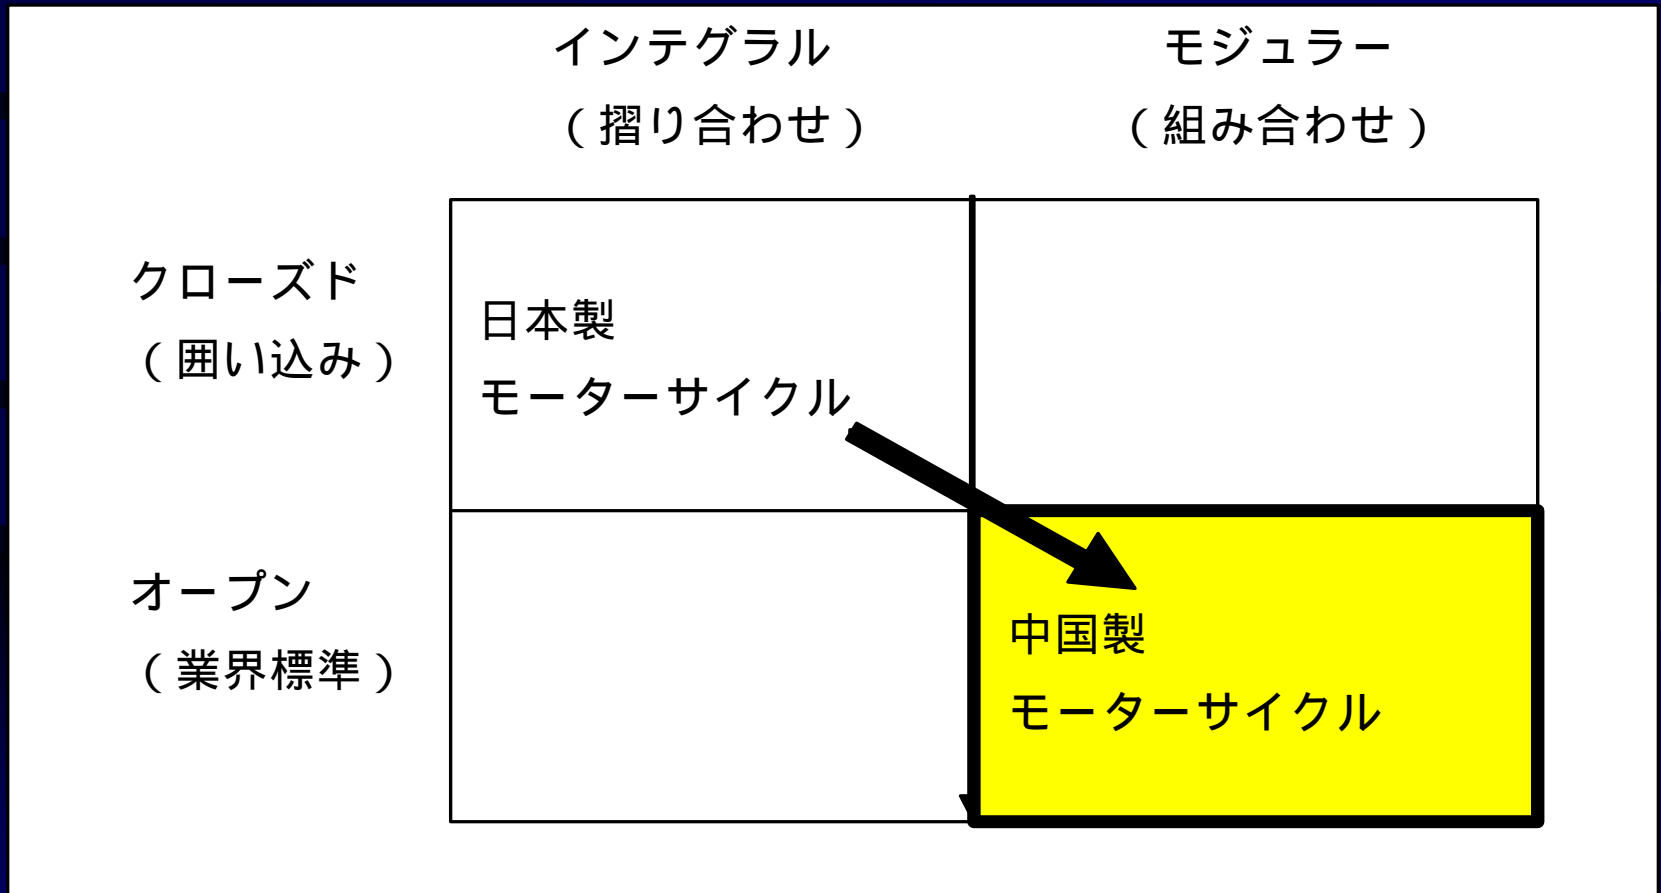 インテグラル
モジュラー
（摺り合わせ）
（組み合わせ）
クローズド
（囲い込み）
日本製
モーターサイクル
オープン
（業界標準）
中国製
モーターサイクル